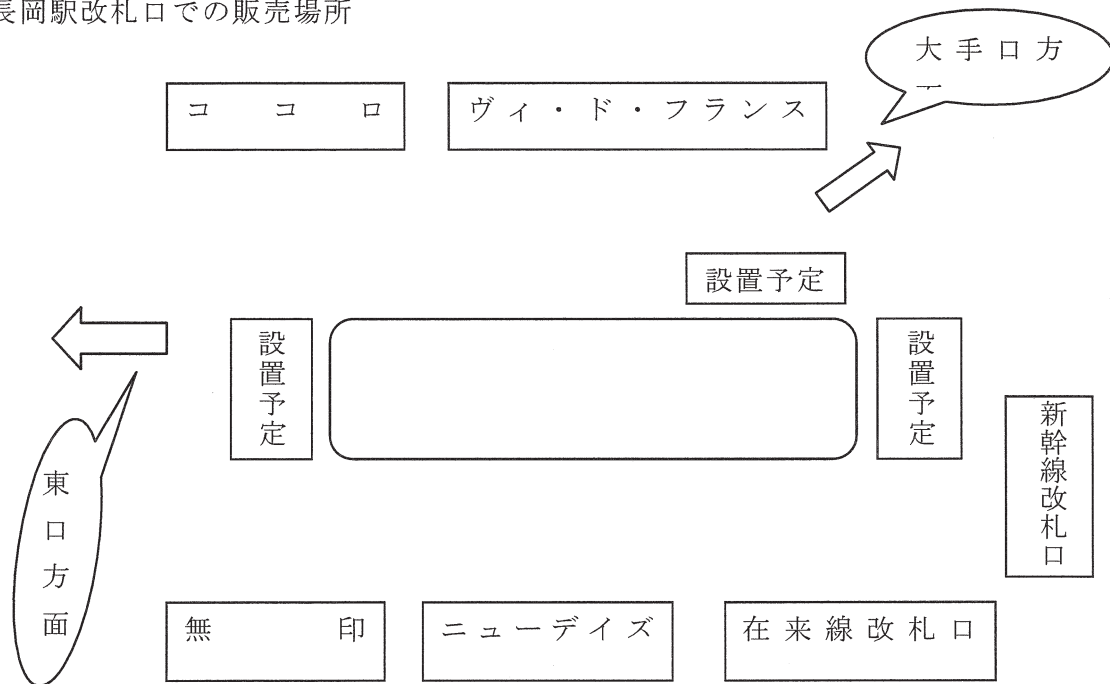 長岡駅改札口での販売場所
大手口方
ココロ
ヴィ・ド・フランス
設置予定
設置予定
設置予定
新幹線改札口
東口方面
無印
ニューデイズ
在来線改札口